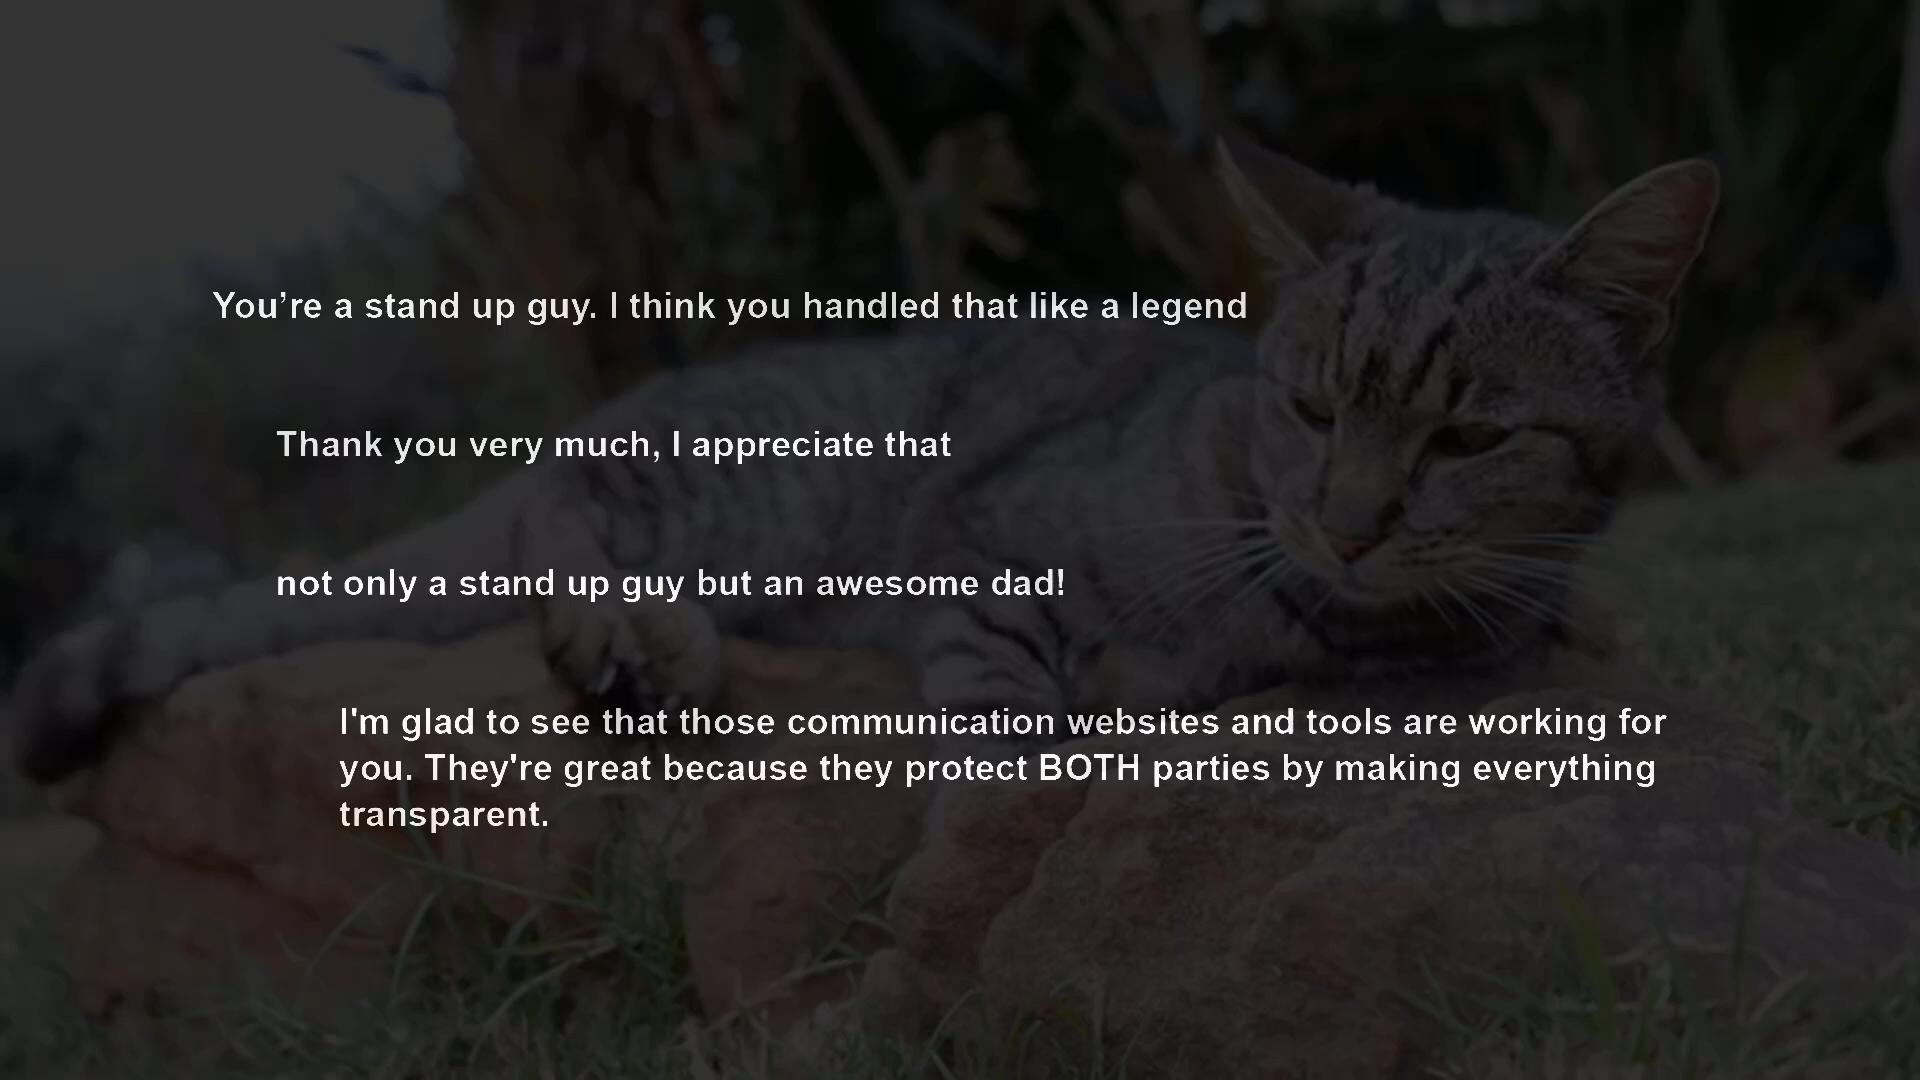 You’re a stand up guy. I think you handled that like a legend
Thank you very much, I appreciate that
not only a stand up guy but an awesome dad!
I'm glad to see that those communication websites and tools are working for
you. They're great because they protect BOTH parties by making everything
transparent.